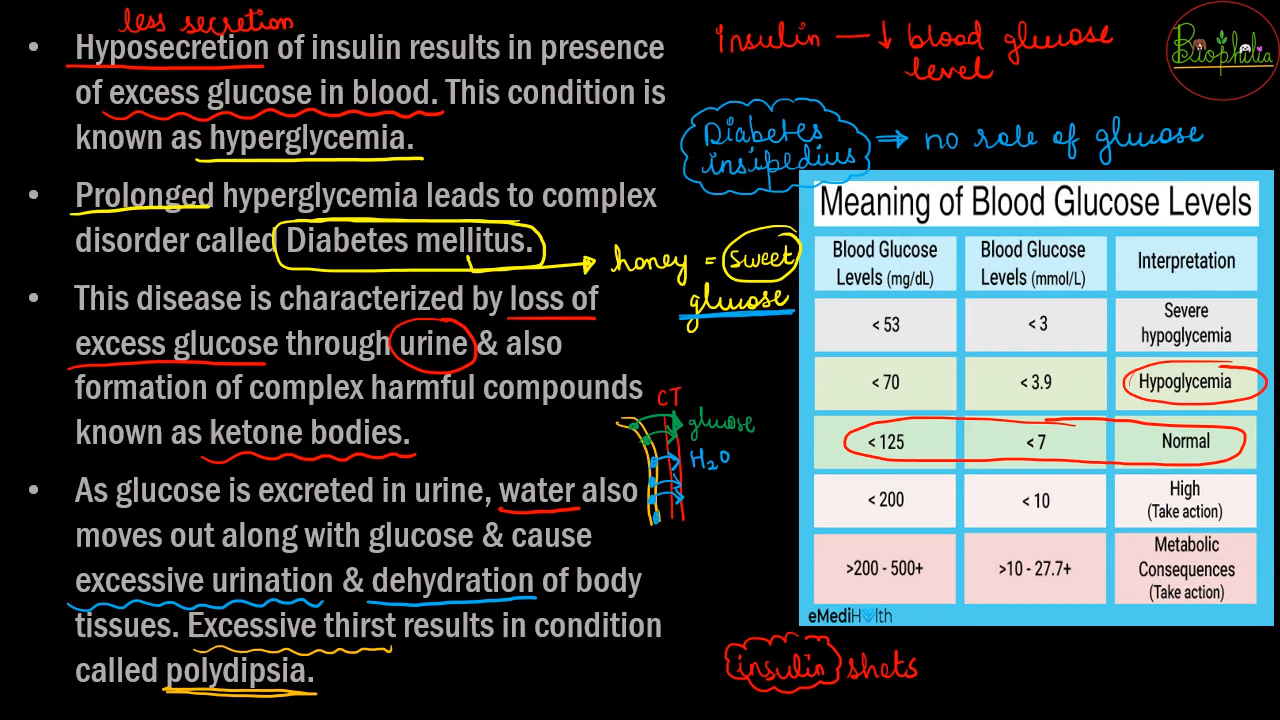 less secretion
• Hyposecretion of insulin results in presence
of excess glucose in blood. This condition is
known as hyperglycemia.
• Prolonged hyperglycemia leads to complex
disorder called Diabetes mellitus.
• This disease is characterized by loss of
excess glucose through urine & also
formation of complex harmful compounds
known as ketone bodies.
• As glucose is excreted in urine, water also
moves out along with glucose & cause
excessive urination & dehydration of body
tissues. Excessive thirst results in condition
called polydipsia.
Insulin — ↓ blood glucose
level
Biophilia
Diabetes
insipedius ⇒ no role of glucose
honey = sweet
glucose
CT
glucose
H₂O
Meaning of Blood Glucose Levels
Blood Glucose Levels (mg/dL) Blood Glucose Levels (mmol/L) Interpretation
< 53 < 3 Severe hypoglycemia
< 70 < 3.9 Hypoglycemia
< 125 < 7 Normal
< 200 < 10 High (Take action)
>200 - 500+ >10 - 27.7+ Metabolic Consequences (Take action)
eMediHealth
insulin shots